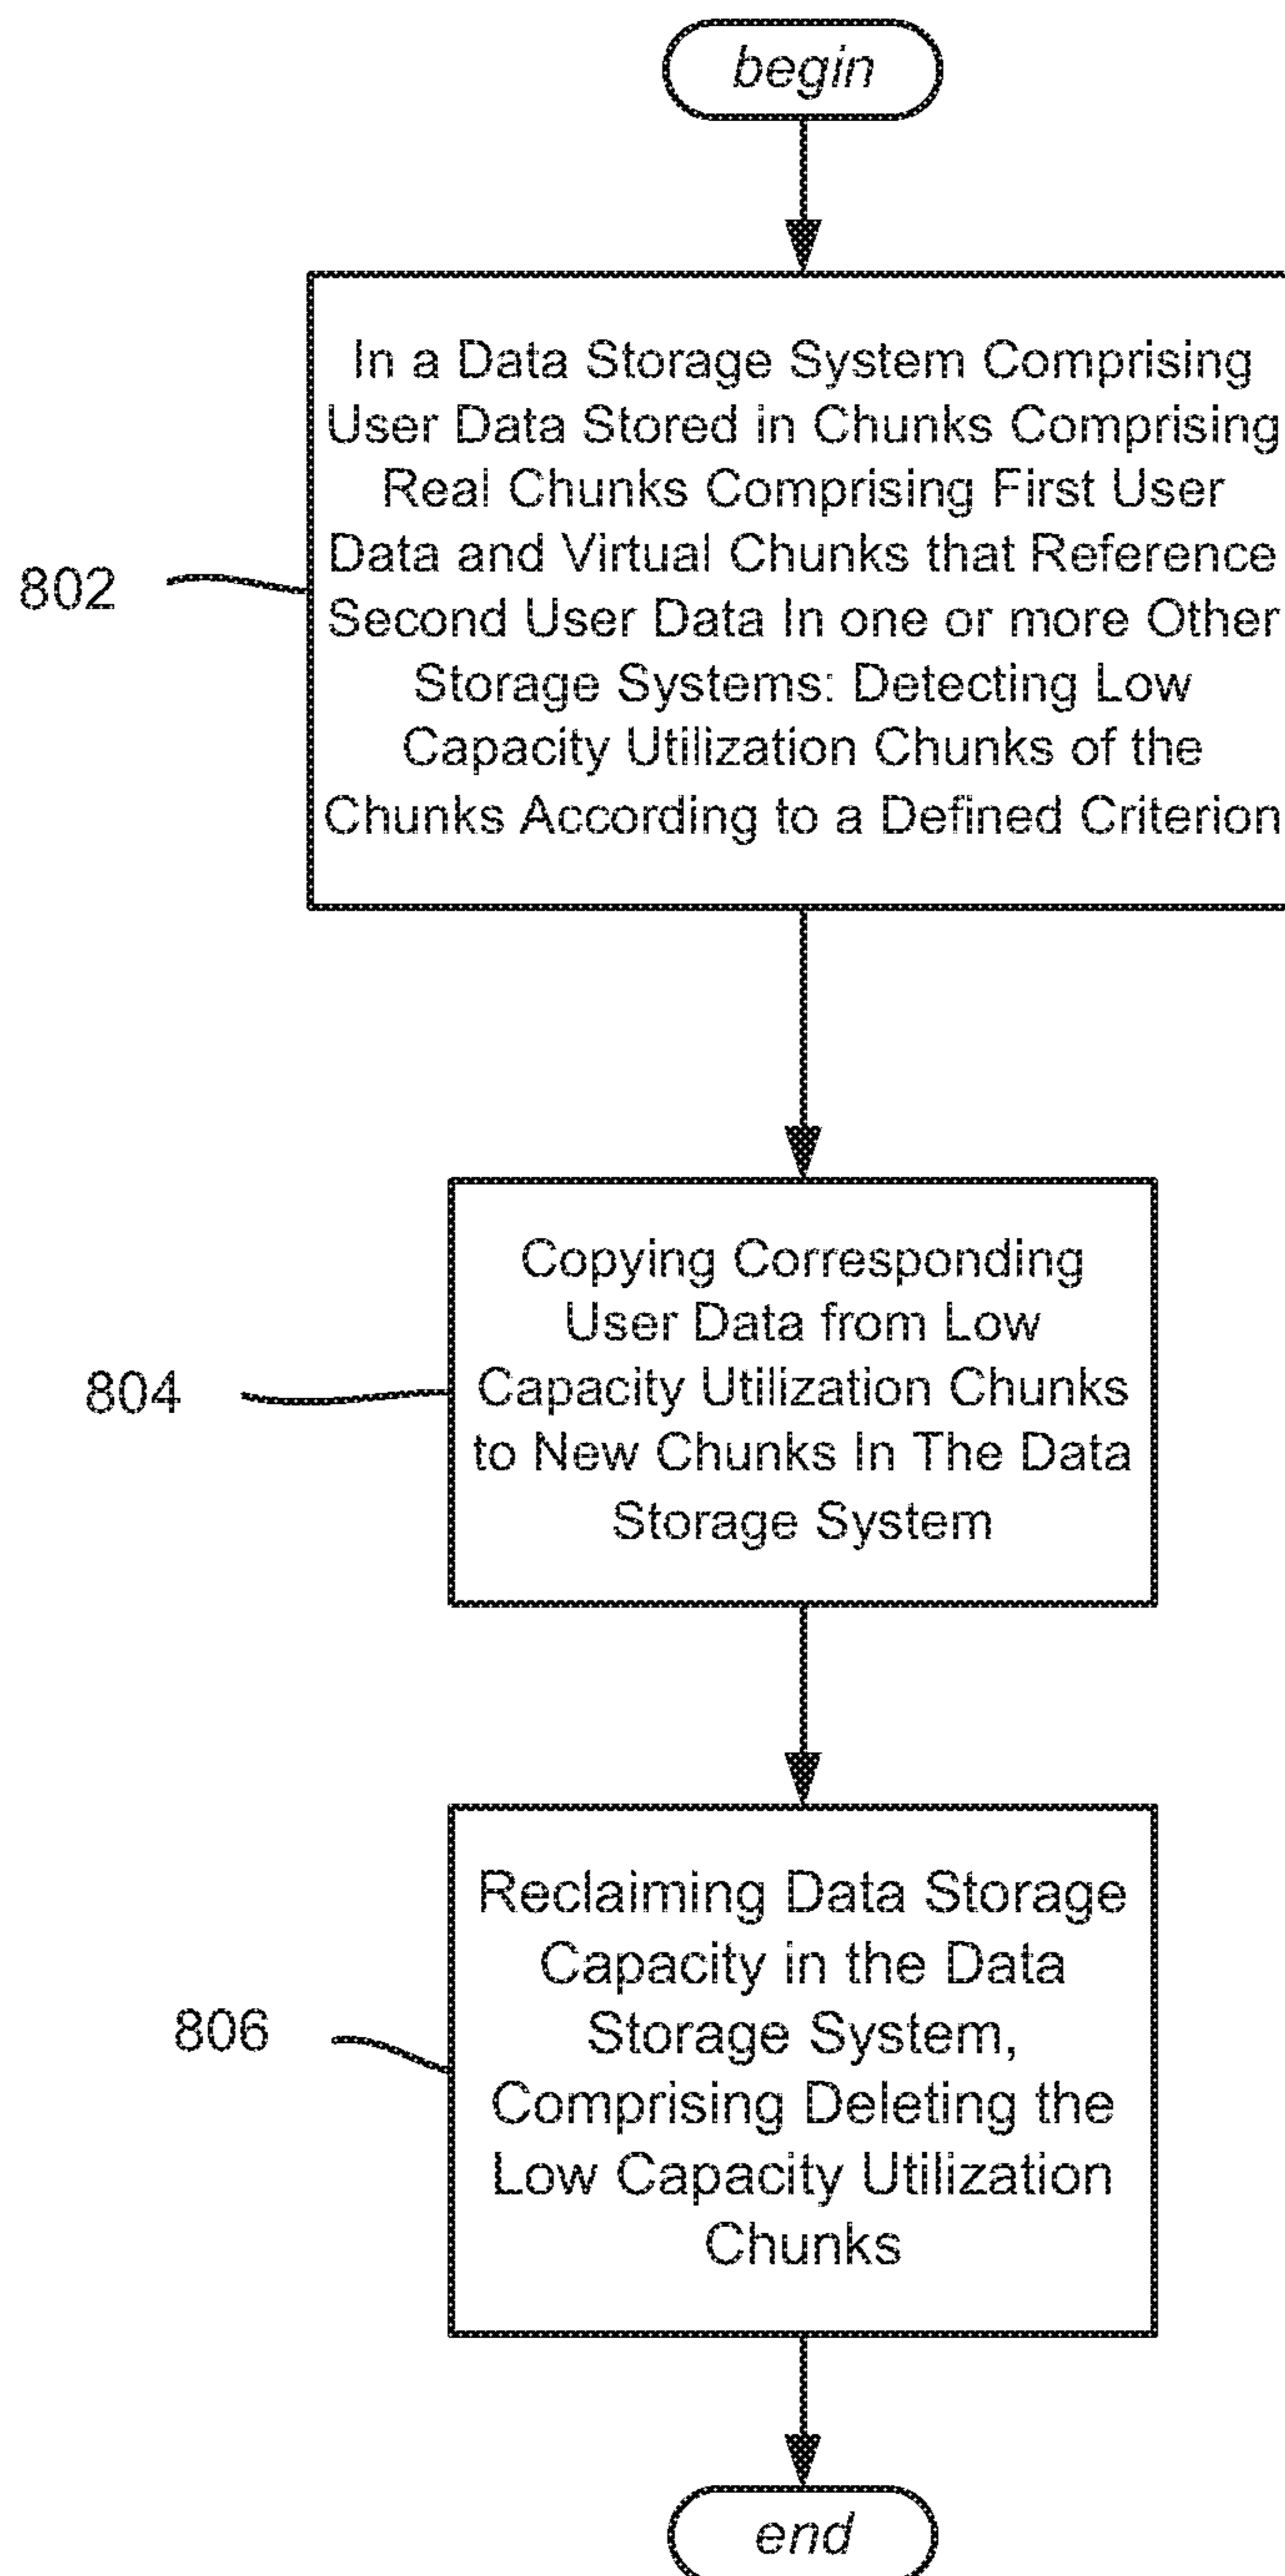 begin
In a Data Storage System Comprising
User Data Stored in Chunks Comprising
Real Chunks Comprising First User
Data and Virtual Chunks that Reference
Second User Data In one or more Other
Storage Systems: Detecting Low
Capacity Utilization Chunks of the
Chunks According to a Defined Criterion
802
Copying Corresponding
User Data from Low
Capacity Utilization Chunks
to New Chunks In The Data
Storage System
804
Reclaiming Data Storage
Capacity in the Data
Storage System,
Comprising Deleting the
Low Capacity Utilization
Chunks
806
end